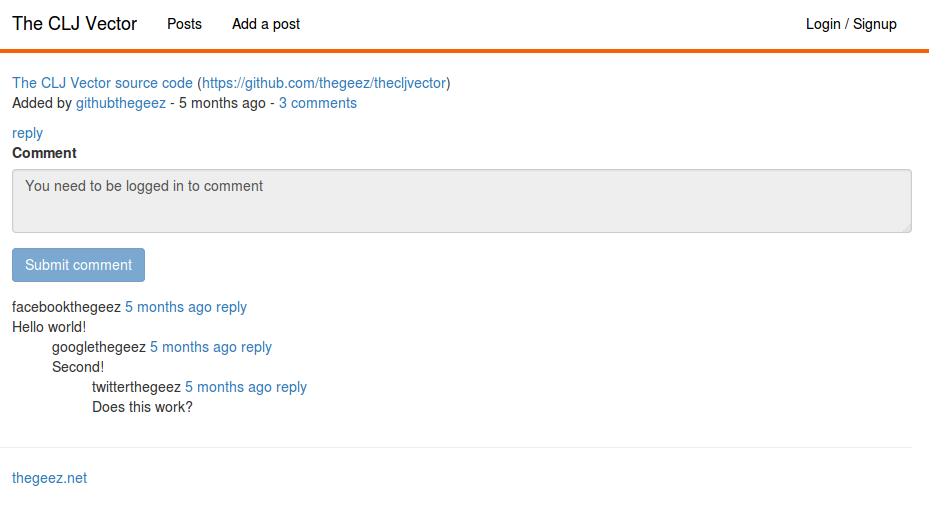 The CLJ Vector Posts Add a post Login / Signup
The CLJ Vector source code (https://github.com/thegeez/thecljvector)
Added by githubthegeez - 5 months ago - 3 comments
reply
Comment
You need to be logged in to comment
Submit comment
facebookthegeez 5 months ago reply
Hello world!
googlethegeez 5 months ago reply
Second!
twitterthegeez 5 months ago reply
Does this work?
thegeez.net